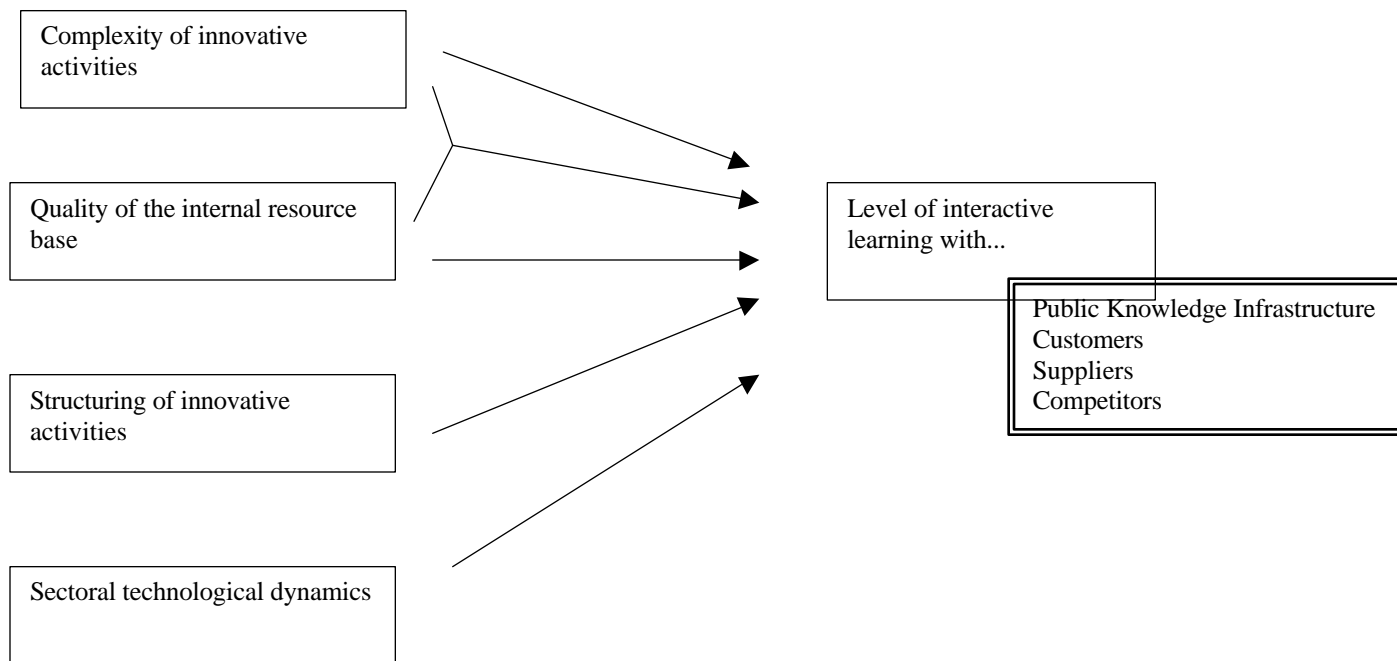 Complexity of innovative
activities
Quality of the internal resource
base
Structuring of innovative
activities
Sectoral technological dynamics
Level of interactive
learning with...
Public Knowledge Infrastructure
Customers
Suppliers
Competitors